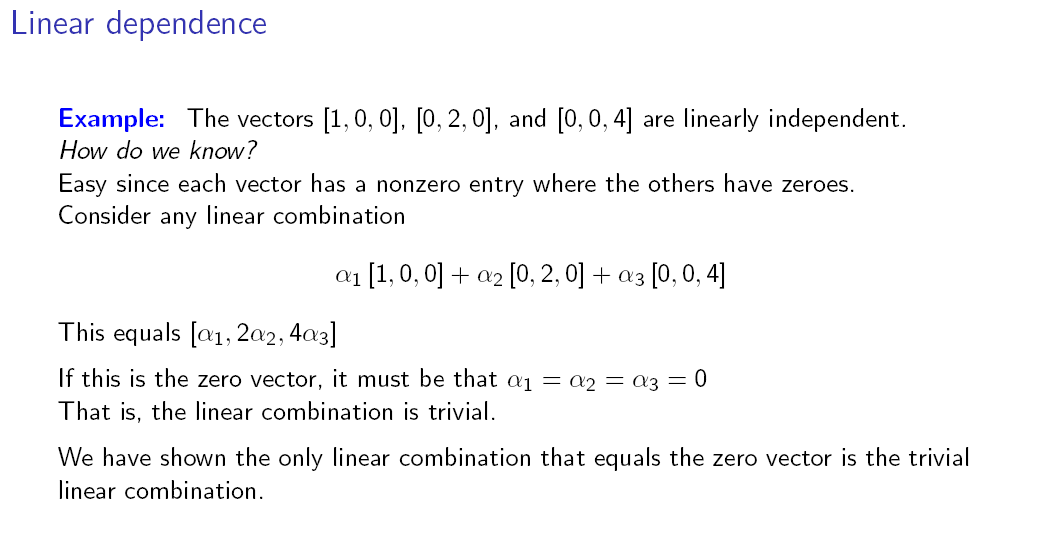 Linear dependence
Example: The vectors [1, 0, 0], [0, 2, 0], and [0, 0, 4] are linearly independent.
How do we know?
Easy since each vector has a nonzero entry where the others have zeroes.
Consider any linear combination
α₁ [1, 0, 0] + α₂ [0, 2, 0] + α₃ [0, 0, 4]
This equals [α₁, 2α₂, 4α₃]
If this is the zero vector, it must be that α₁ = α₂ = α₃ = 0
That is, the linear combination is trivial.
We have shown the only linear combination that equals the zero vector is the trivial
linear combination.